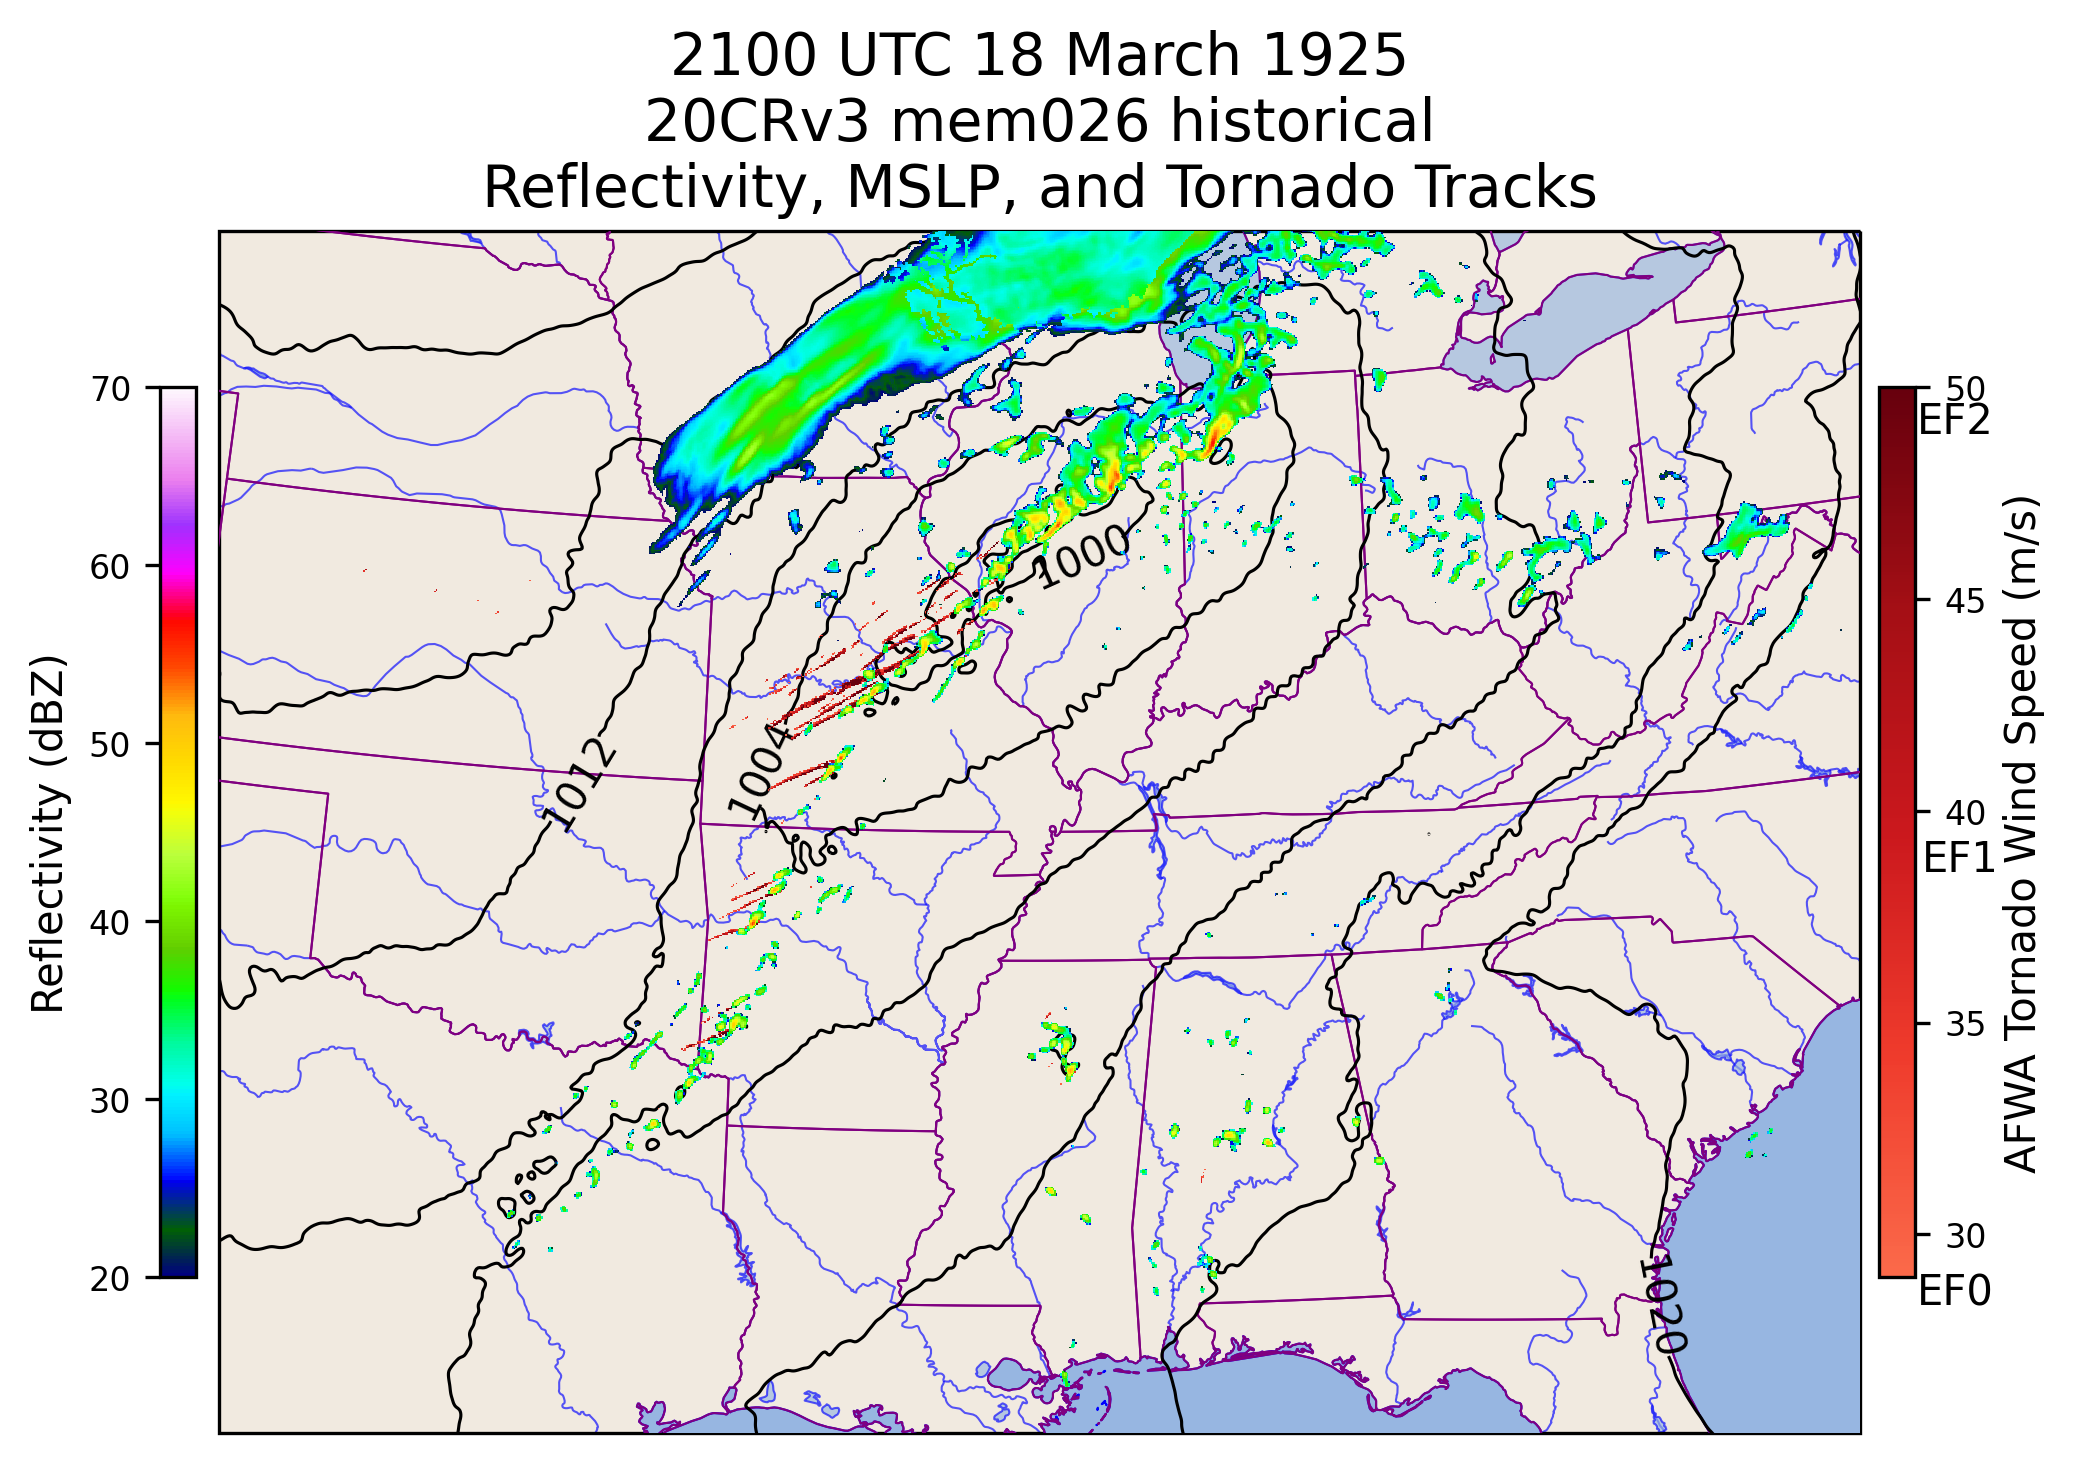 2100 UTC 18 March 1925
20CRv3 mem026 historical
Reflectivity, MSLP, and Tornado Tracks
Reflectivity (dBZ)
70
60
50
40
30
20
1000
1004
1012
1020
50
EF2
45
40
EF1
35
30
EF0
AFWA Tornado Wind Speed (m/s)